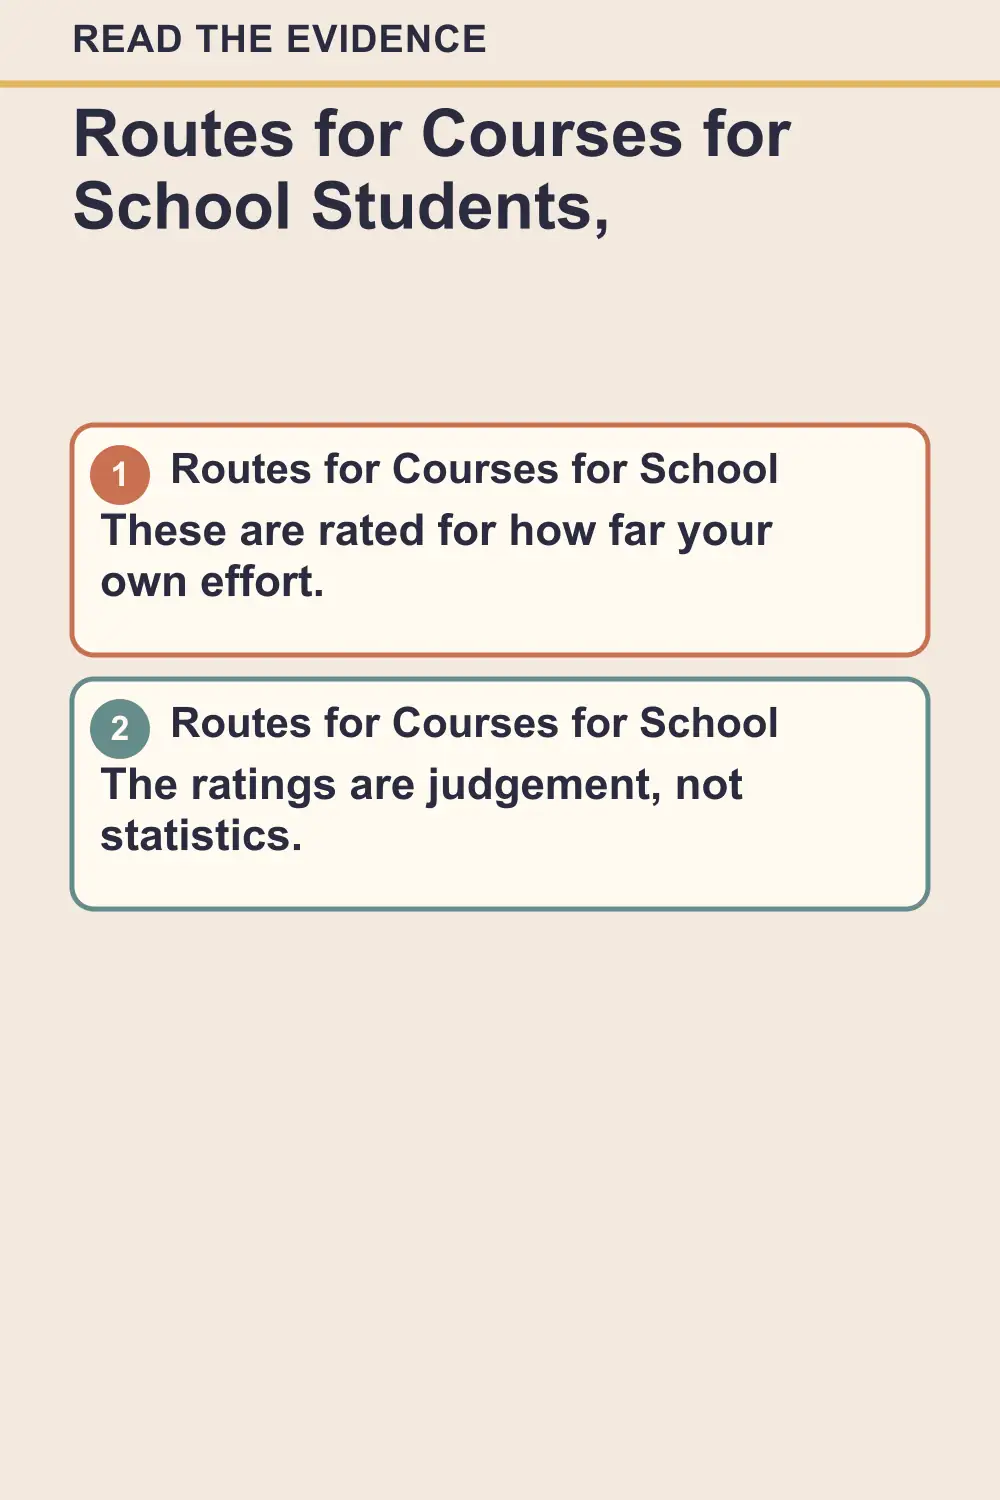 READ THE EVIDENCE
Routes for Courses for
School Students,
1 Routes for Courses for School
These are rated for how far your
own effort.
2 Routes for Courses for School
The ratings are judgement, not
statistics.